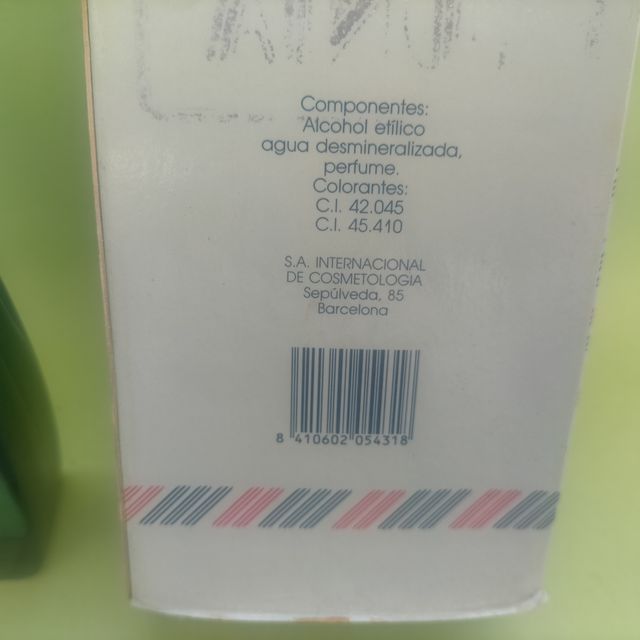 Componentes:
Alcohol etílico
agua desmineralizada,
perfume.
Colorantes:
C.I. 42.045
C.I. 45.410
S.A. INTERNACIONAL
DE COSMETOLOGIA
Sepúlveda, 85
Barcelona
8 410602 054318